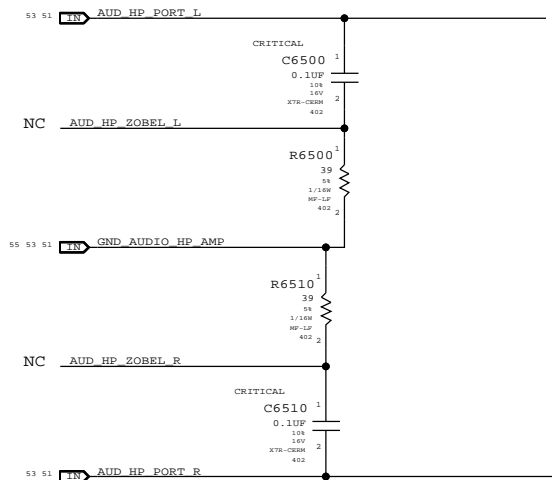 53 51 IN AUD_HP_PORT_L
CRITICAL
1
C6500
0.1UF
10%
16V
2
X7R-CERM
402
NC AUD_HP_ZOBEL_L
1
R6500
39
5%
1/16W
MF-LF
402
2
55 53 51 IN GND_AUDIO_HP_AMP
1
R6510
39
5%
1/16W
MF-LF
402
2
NC AUD_HP_ZOBEL_R
CRITICAL
1
C6510
0.1UF
10%
16V
2
X7R-CERM
402
53 51 IN AUD_HP_PORT_R